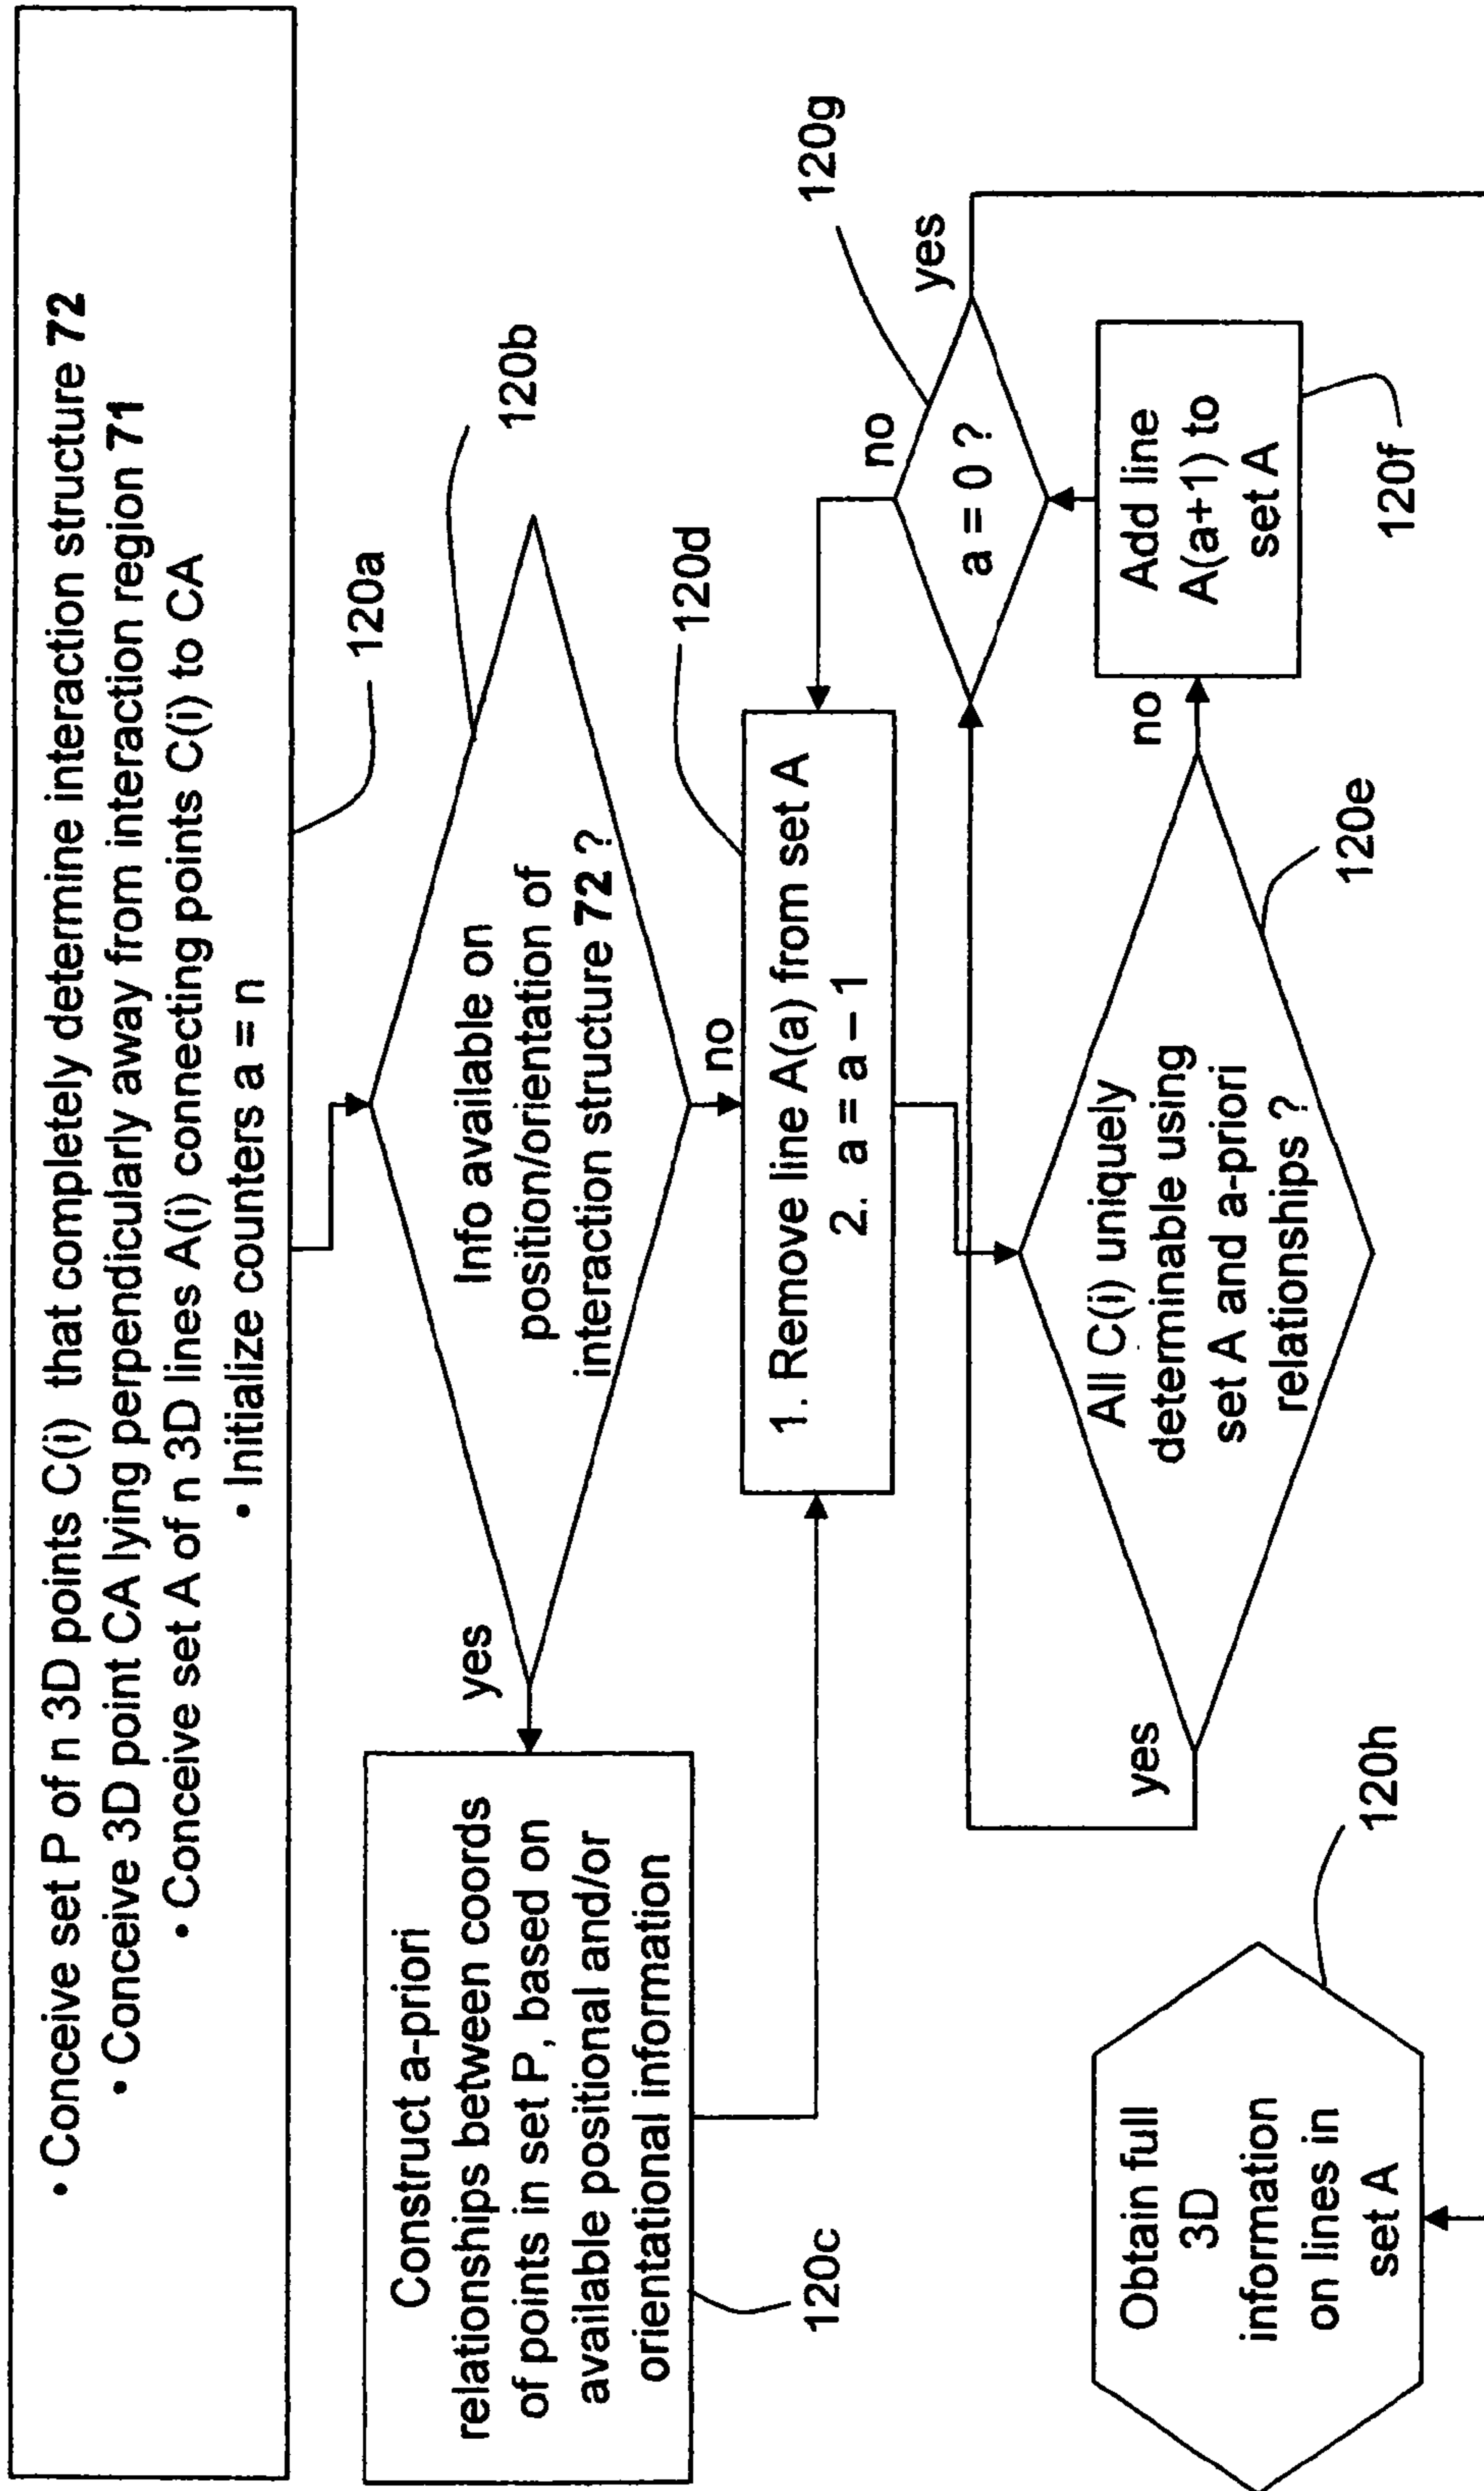 • Conceive set P of n 3D points C(i) that completely determine interaction structure 72
• Conceive 3D point CA lying perpendicularly away from interaction region 71
• Conceive set A of n 3D lines A(i) connecting points C(i) to CA
• Initialize counters a = n
120a
Info available on
position/orientation of
interaction structure 72 ?
120b
yes
no
Construct a-priori
relationships between coords
of points in set P, based on
available positional and/or
orientational information
120c
1. Remove line A(a) from set A
2. a = a – 1
120d
All C(i) uniquely
determinable using
set A and a-priori
relationships ?
120e
yes
no
Add line
A(a+1) to
set A
120f
a = 0 ?
120g
no
yes
Obtain full
3D
information
on lines in
set A
120h